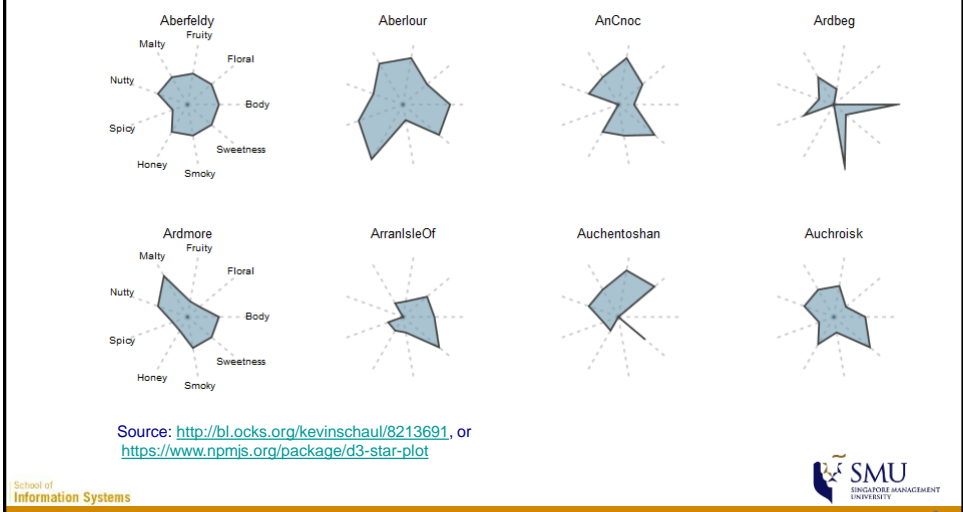 Aberfeldy
Aberlour
AnCnoc
Ardbeg
Fruity
Malty
Floral
Nutty
Body
Spicy
Sweetness
Honey
Smoky
Ardmore
ArranIsleOf
Auchentoshan
Auchroisk
Fruity
Malty
Floral
Nutty
Body
Spicy
Sweetness
Honey
Smoky
Source: http://bl.ocks.org/kevinschaul/8213691, or
https://www.npmjs.org/package/d3-star-plot
School of
Information Systems
SMU
SINGAPORE MANAGEMENT
UNIVERSITY